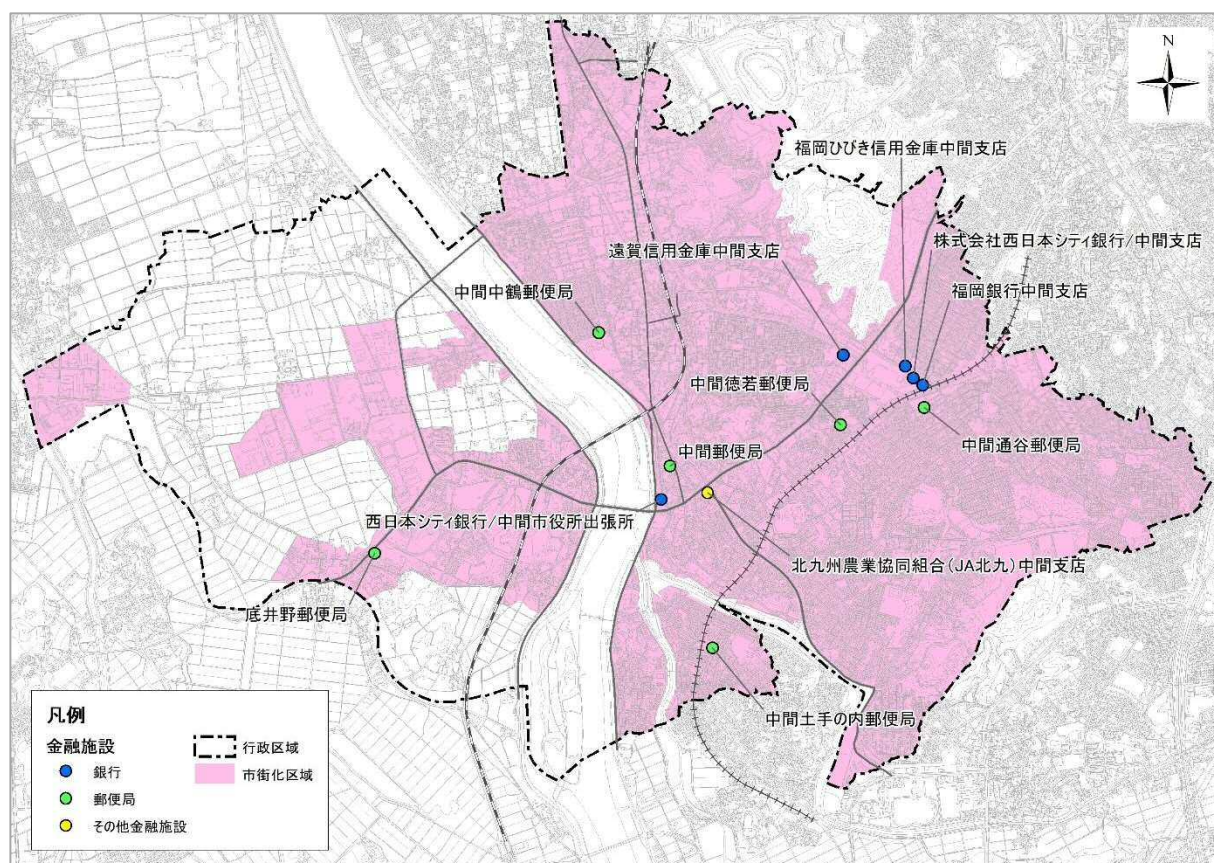 N
福岡ひびき信用金庫中間支店
株式会社西日本シティ銀行/中間支店
遠賀信用金庫中間支店
福岡銀行中間支店
中間中鶴郵便局
中間徳若郵便局
中間通谷郵便局
中間郵便局
西日本シティ銀行/中間市役所出張所
北九州農業協同組合(JA北九)中間支店
底井野郵便局
中間土手の内郵便局
凡例
金融施設
銀行
郵便局
その他金融施設
行政区域
市街化区域